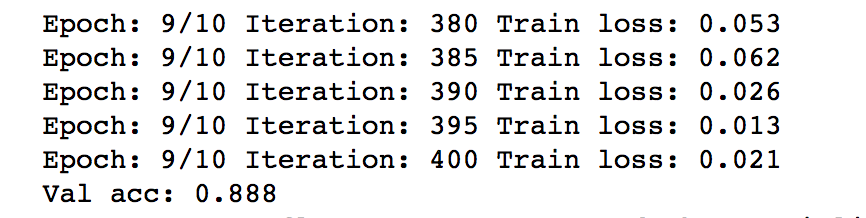 Epoch: 9/10 Iteration: 380 Train loss: 0.053
Epoch: 9/10 Iteration: 385 Train loss: 0.062
Epoch: 9/10 Iteration: 390 Train loss: 0.026
Epoch: 9/10 Iteration: 395 Train loss: 0.013
Epoch: 9/10 Iteration: 400 Train loss: 0.021
Val acc: 0.888